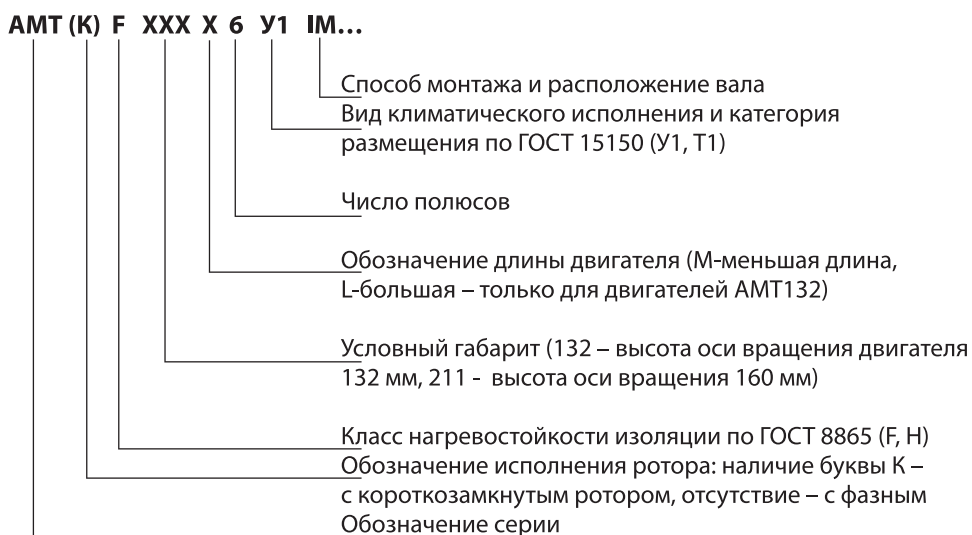 АМТ (К) F XXX X 6 У1 IM...
Способ монтажа и расположение вала
Вид климатического исполнения и категория
размещения по ГОСТ 15150 (У1, Т1)
Число полюсов
Обозначение длины двигателя (М-меньшая длина,
L-большая – только для двигателей АМТ132)
Условный габарит (132 – высота оси вращения двигателя
132 мм, 211 - высота оси вращения 160 мм)
Класс нагревостойкости изоляции по ГОСТ 8865 (F, H)
Обозначение исполнения ротора: наличие буквы К –
с короткозамкнутым ротором, отсутствие – с фазным
Обозначение серии